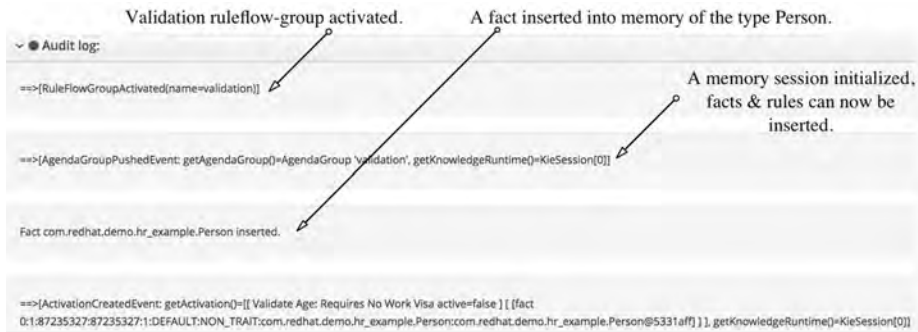 Validation ruleflow-group activated.
A fact inserted into memory of the type Person.
Audit log:
==>[RuleFlowGroupActivated(name=validation)]
A memory session initialized,
facts & rules can now be
inserted.
==>[AgendaGroupPushedEvent: getAgendaGroup()=AgendaGroup 'validation', getKnowledgeRuntime()=KieSession[0]]
Fact com.redhat.demo.hr_example.Person inserted.
==>[ActivationCreatedEvent: getActivation()=[[ Validate Age: Requires No Work Visa active=false ] [ [fact
0:1:87235327:87235327:1:DEFAULT:NON_TRAIT:com.redhat.demo.hr_example.Person:com.redhat.demo.hr_example.Person@5331aff] ] ], getKnowledgeRuntime()=KieSession[0]]